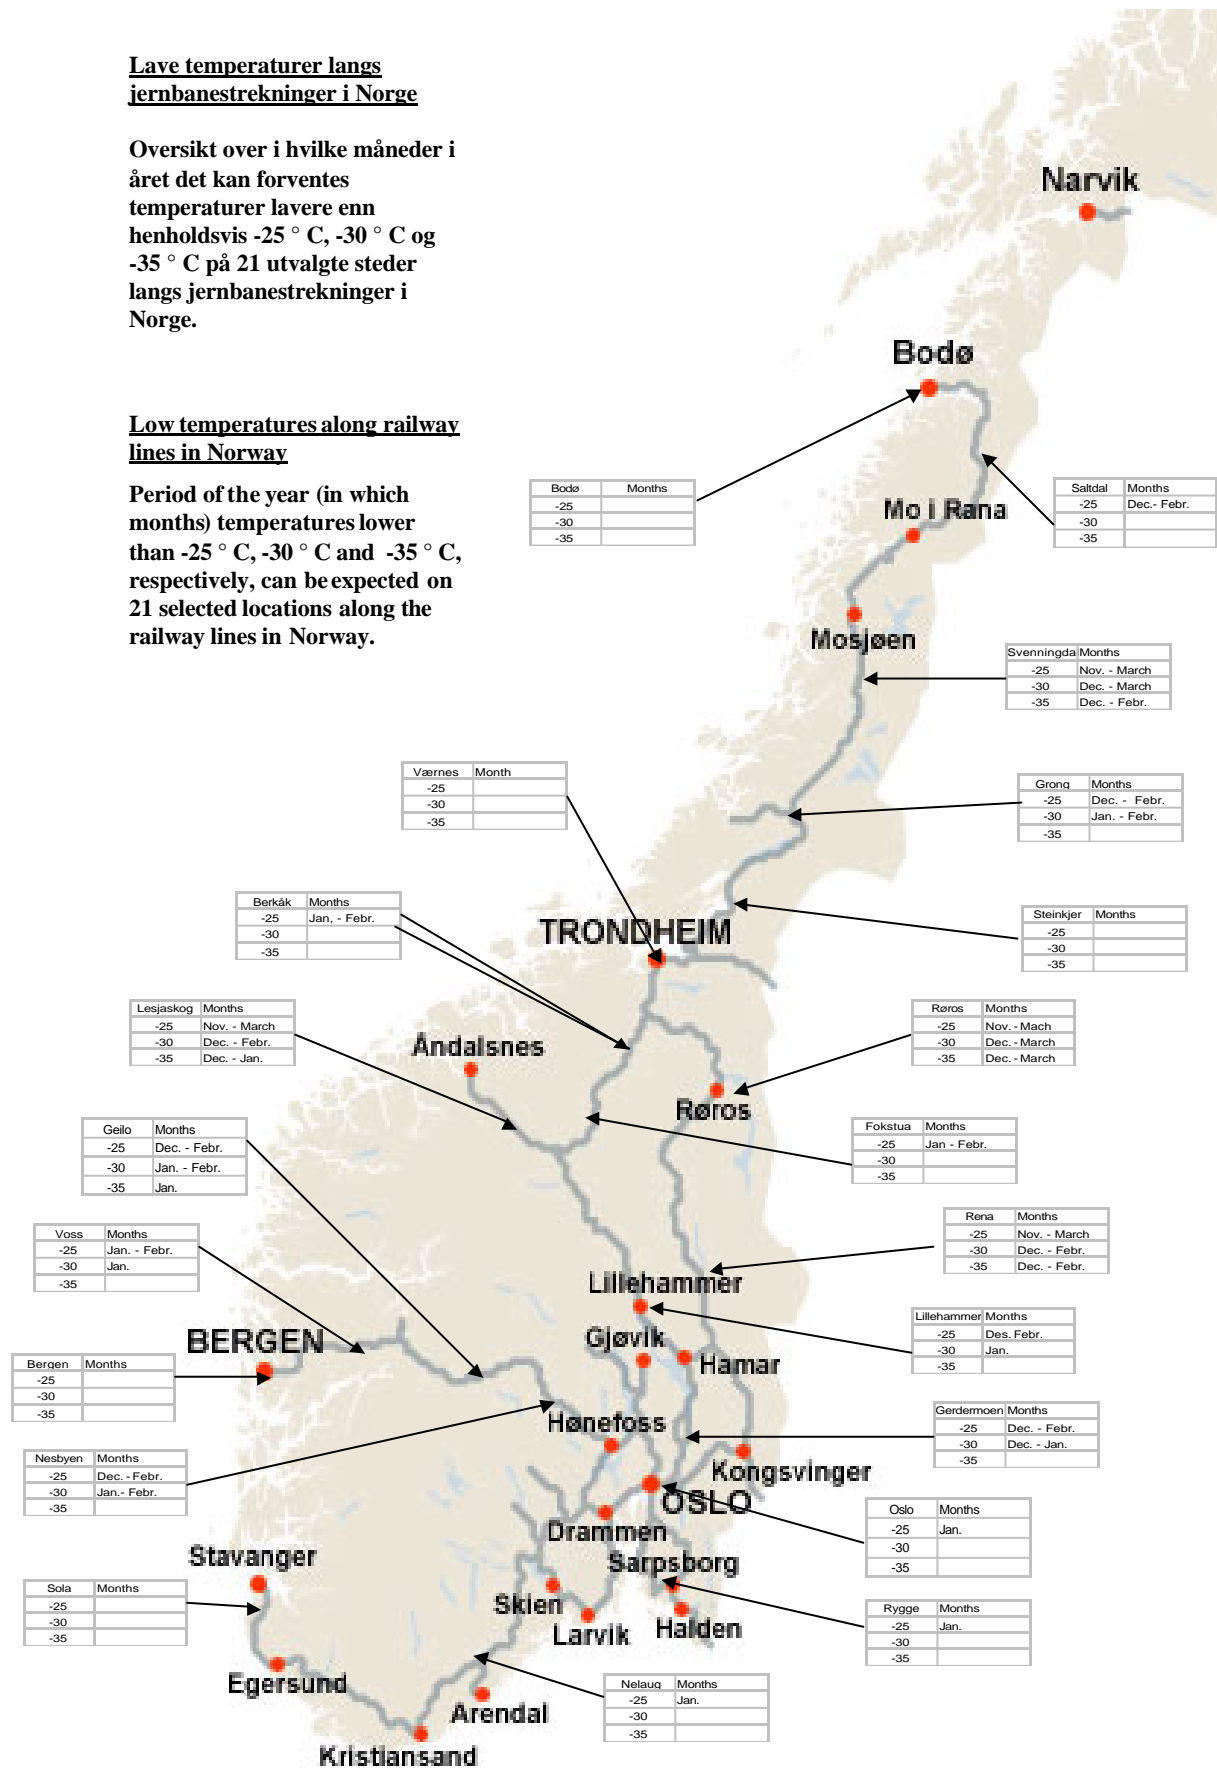 Lave temperaturer langs
jernbanestrekninger i Norge
Oversikt over i hvilke måneder i
året det kan forventes
temperaturer lavere enn
henholdsvis -25 ° C, -30 ° C og
-35 ° C på 21 utvalgte steder
langs jernbanestrekninger i
Norge.
Low temperatures along railway
lines in Norway
Period of the year (in which
months) temperatures lower
than -25 ° C, -30 ° C and -35 ° C,
respectively, can be expected on
21 selected locations along the
railway lines in Norway.
Narvik
Bodø
Bodø Months
-25
-30
-35
Saltdal Months
-25 Dec.- Febr.
-30
-35
Mo i Rana
Mosjøen
Svenningda Months
-25 Nov. - March
-30 Dec. - March
-35 Dec. - Febr.
Værnes Month
-25
-30
-35
Grong Months
-25 Dec. - Febr.
-30 Jan. - Febr.
-35
Berkåk Months
-25 Jan, - Febr.
-30
-35
TRONDHEIM
Steinkjer Months
-25
-30
-35
Lesjaskog Months
-25 Nov. - March
-30 Dec. - Febr.
-35 Dec. - Jan.
Åndalsnes
Røros Months
-25 Nov. - Mach
-30 Dec. - March
-35 Dec. - March
Røros
Geilo Months
-25 Dec. - Febr.
-30 Jan. - Febr.
-35 Jan.
Fokstua Months
-25 Jan - Febr.
-30
-35
Voss Months
-25 Jan. - Febr.
-30 Jan.
-35
Rena Months
-25 Nov. - March
-30 Dec. - Febr.
-35 Dec. - Febr.
Lillehammer
Lillehammer Months
-25 Des. Febr.
-30 Jan.
-35
BERGEN
Gjøvik
Hamar
Bergen Months
-25
-30
-35
Hønefoss
Gerdermoen Months
-25 Dec. - Febr.
-30 Dec. - Jan.
-35
Nesbyen Months
-25 Dec. - Febr.
-30 Jan.- Febr.
-35
Kongsvinger
OSLO
Oslo Months
-25 Jan.
-30
-35
Drammen
Stavanger
Sarpsborg
Sola Months
-25
-30
-35
Skien
Larvik
Halden
Rygge Months
-25 Jan.
-30
-35
Egersund
Nelaug Months
-25 Jan.
-30
-35
Arendal
Kristiansand